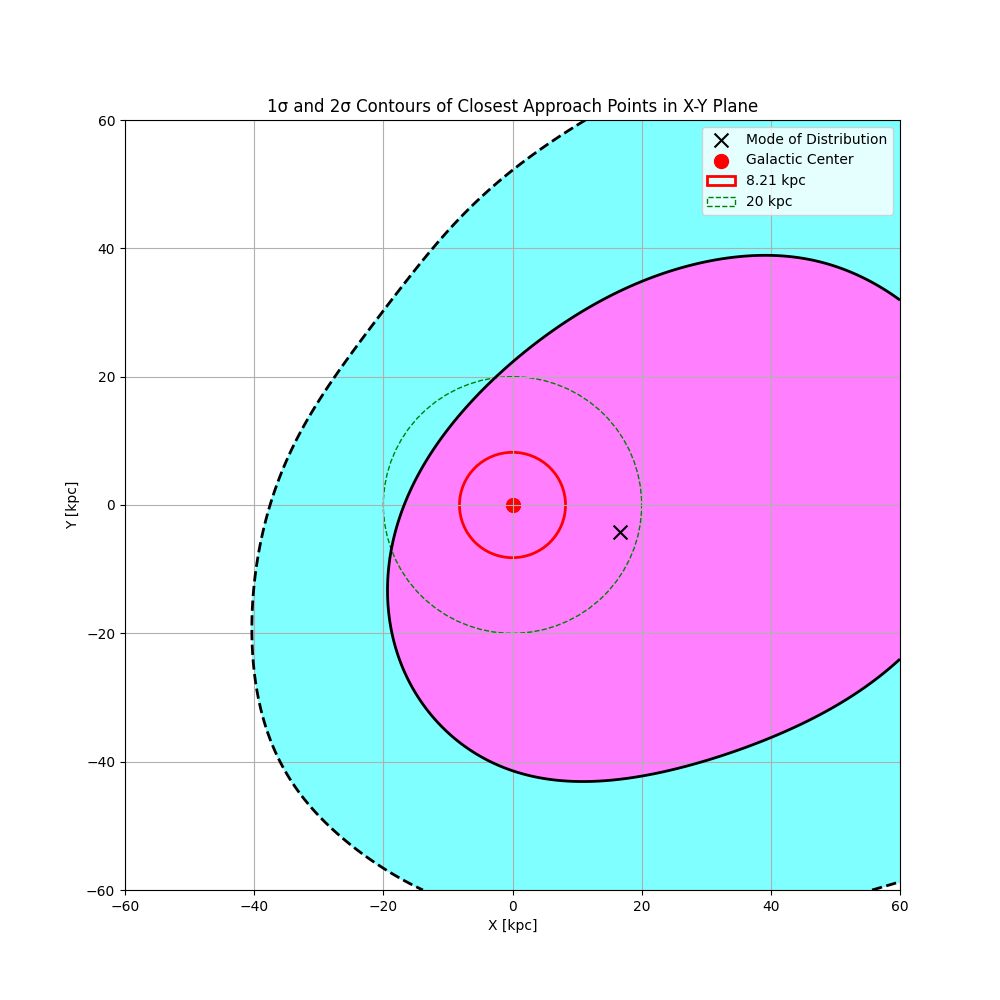 1σ and 2σ Contours of Closest Approach Points in X-Y Plane
Mode of Distribution
Galactic Center
8.21 kpc
20 kpc
60
40
20
0
−20
−40
−60
Y [kpc]
−60 −40 −20 0 20 40 60
X [kpc]